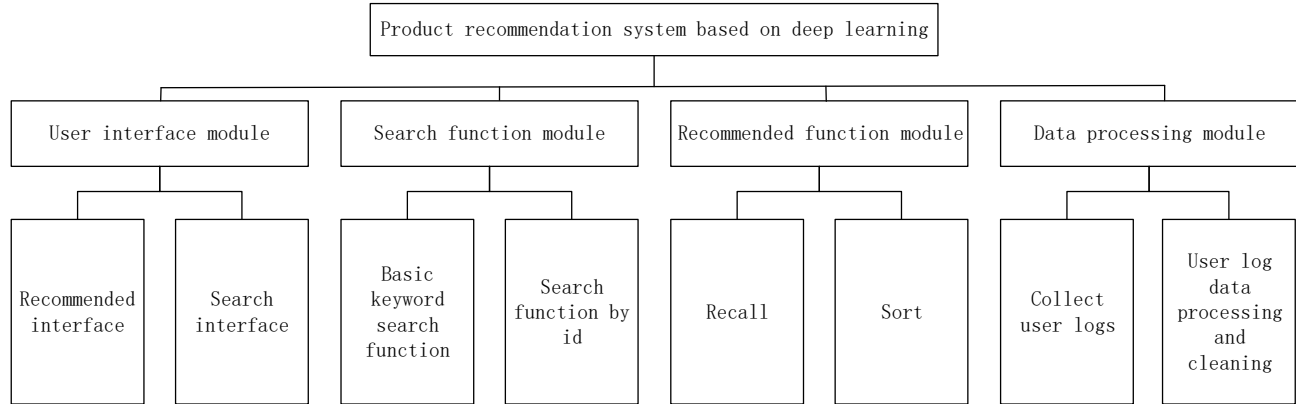 Product recommendation system based on deep learning
User interface module
Search function module
Recommended function module
Data processing module
Recommended
interface
Search
interface
Basic
keyword
search
function
Search
function by
id
Recall
Sort
Collect
user logs
User log
data
processing
and
cleaning